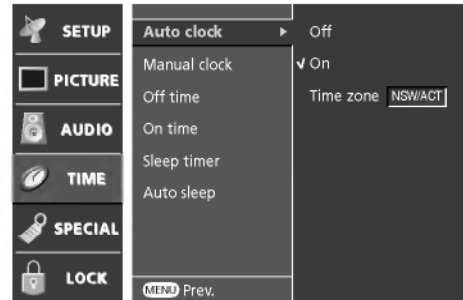 SETUP
PICTURE
AUDIO
TIME
SPECIAL
LOCK
Auto clock
Manual clock
Off time
On time
Sleep timer
Auto sleep
MENU Prev.
Off
On
Time zone NSW/ACT